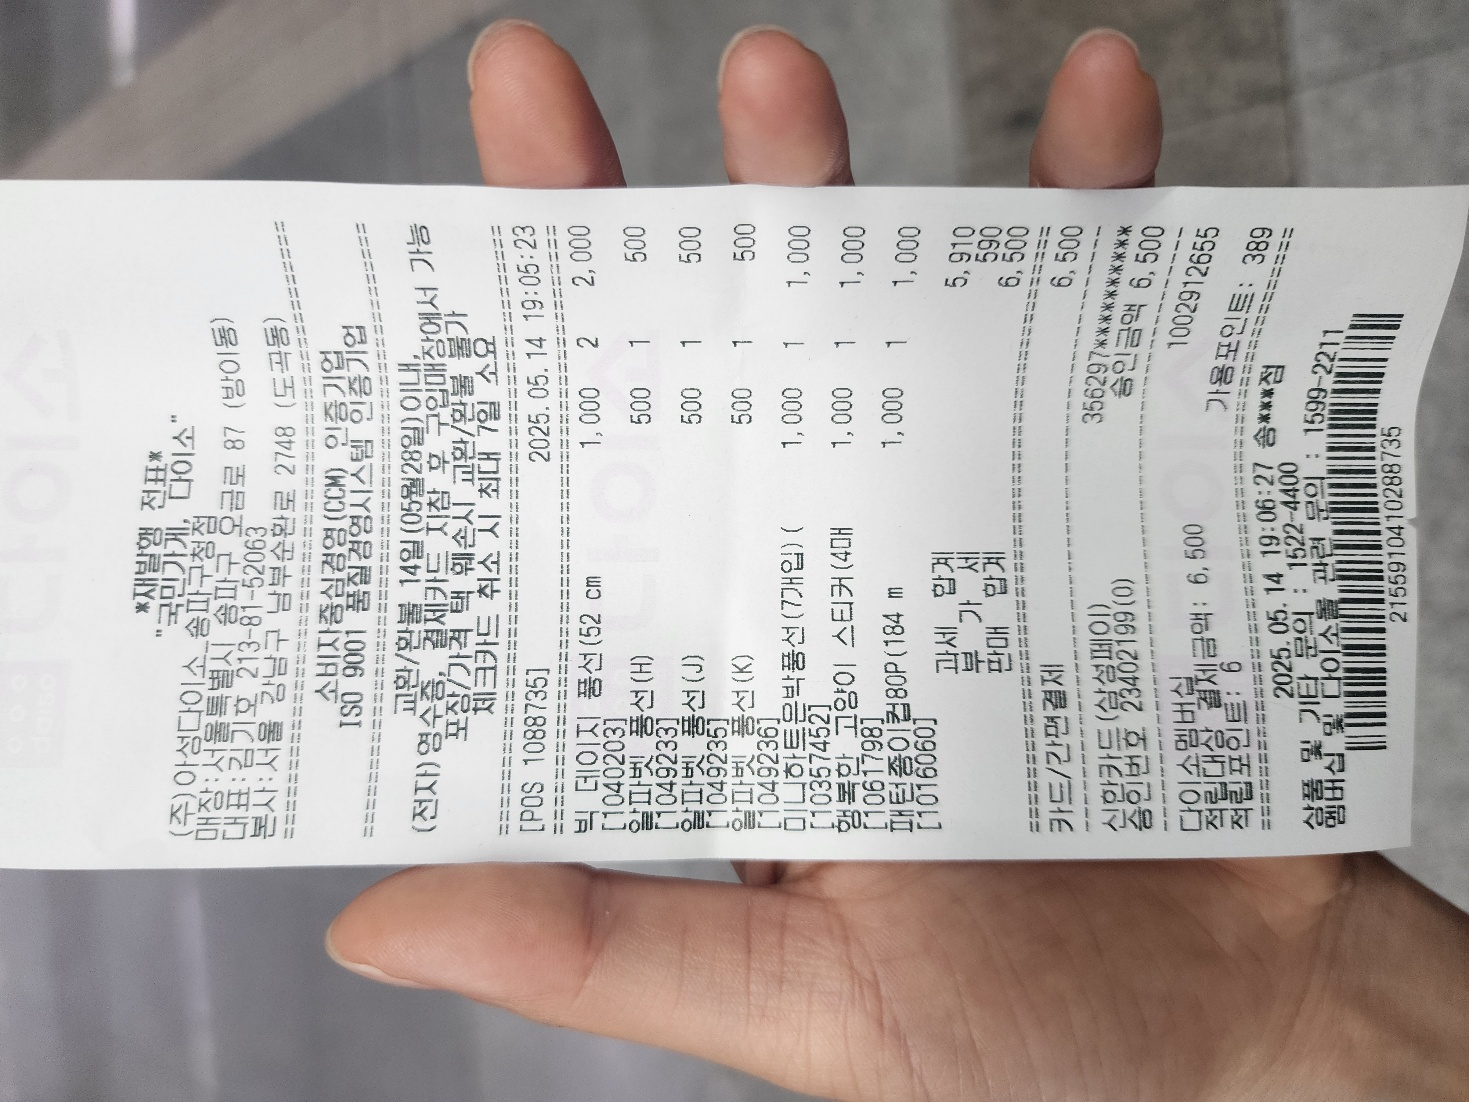 *재발행 전표*
"국민가게, 다이소"
(주)아성다이소_송파구청점
매장:서울특별시 송파구 오금로 87 (방이동)
대표:김기호 213-81-52063
본사:서울 강남구 남부순환로 2748 (도곡동)
========================================
소비자중심경영(CCM) 인증기업
ISO 9001 품질경영시스템 인증기업
========================================
교환/환불 14일(05월28일)이내,
(전자)영수증, 결제카드 지참 후 구입매장에서 가능
포장/가격 택 훼손시 교환/환불 불가
체크카드 취소 시 최대 7일 소요
========================================
[POS 1088735] 2025.05.14 19:05:23
========================================
빅 데이지 풍선(52 cm 1,000 2 2,000
[1040203]
알파벳 풍선(H) 500 1 500
[1049233]
알파벳 풍선(J) 500 1 500
[1049235]
알파벳 풍선(K) 500 1 500
[1049236]
미니하트은박풍선(7개입)( 1,000 1 1,000
[10357452]
행복한 고양이 스티커(4매 1,000 1 1,000
[1061798]
패턴종이컵80P(184 m 1,000 1 1,000
[1016060]
과세 합계 5,910
부 가 세 590
판매 합계 6,500
========================================
카드/간편결제 6,500
----------------------------------------
신한카드(삼성페이) 356297**********
승인번호 23402199(0) 승인금액 6,500
----------------------------------------
다이소멤버십 1002912655
적립대상 결제금액: 6,500
적립포인트: 6 가용포인트: 389
========================================
2025.05.14 19:06:27 송***점
상품 및 기타 문의 : 1522-4400
멤버십 및 다이소몰 관련 문의 : 1599-2211
2155910410288735